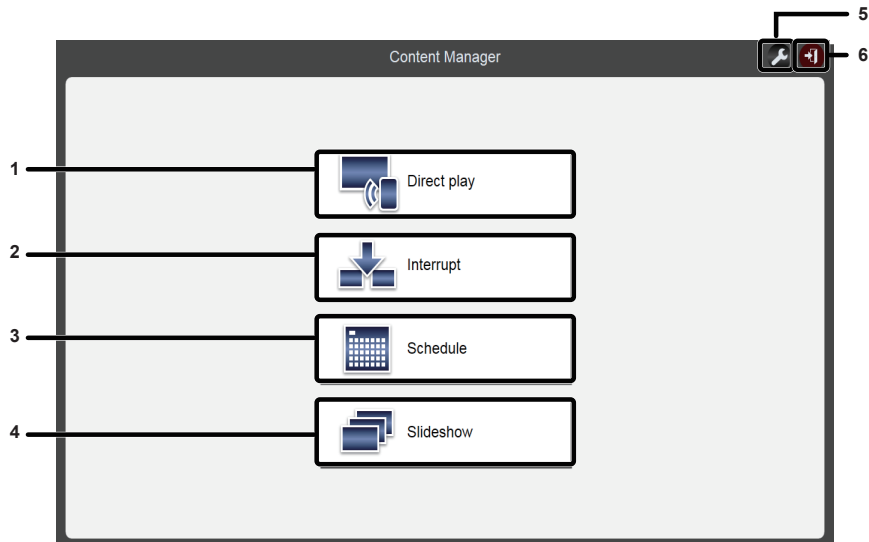 5
Content Manager
6
1
Direct play
2
Interrupt
3
Schedule
4
Slideshow